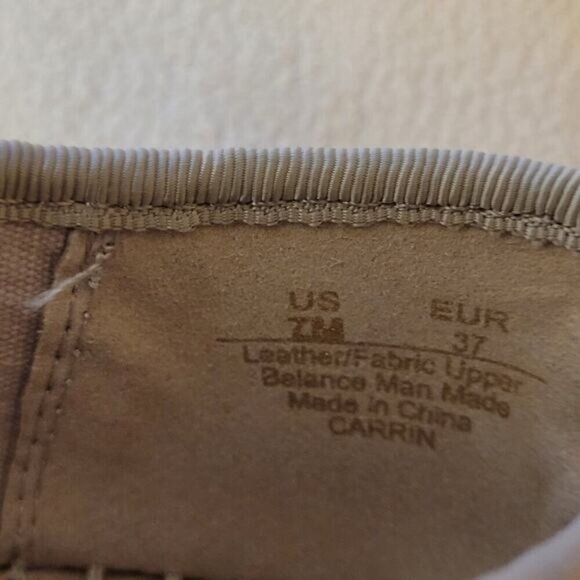 US EUR
7M 37
Leather/Fabric Upper
Balance Man Made
Made in China
CARRIN